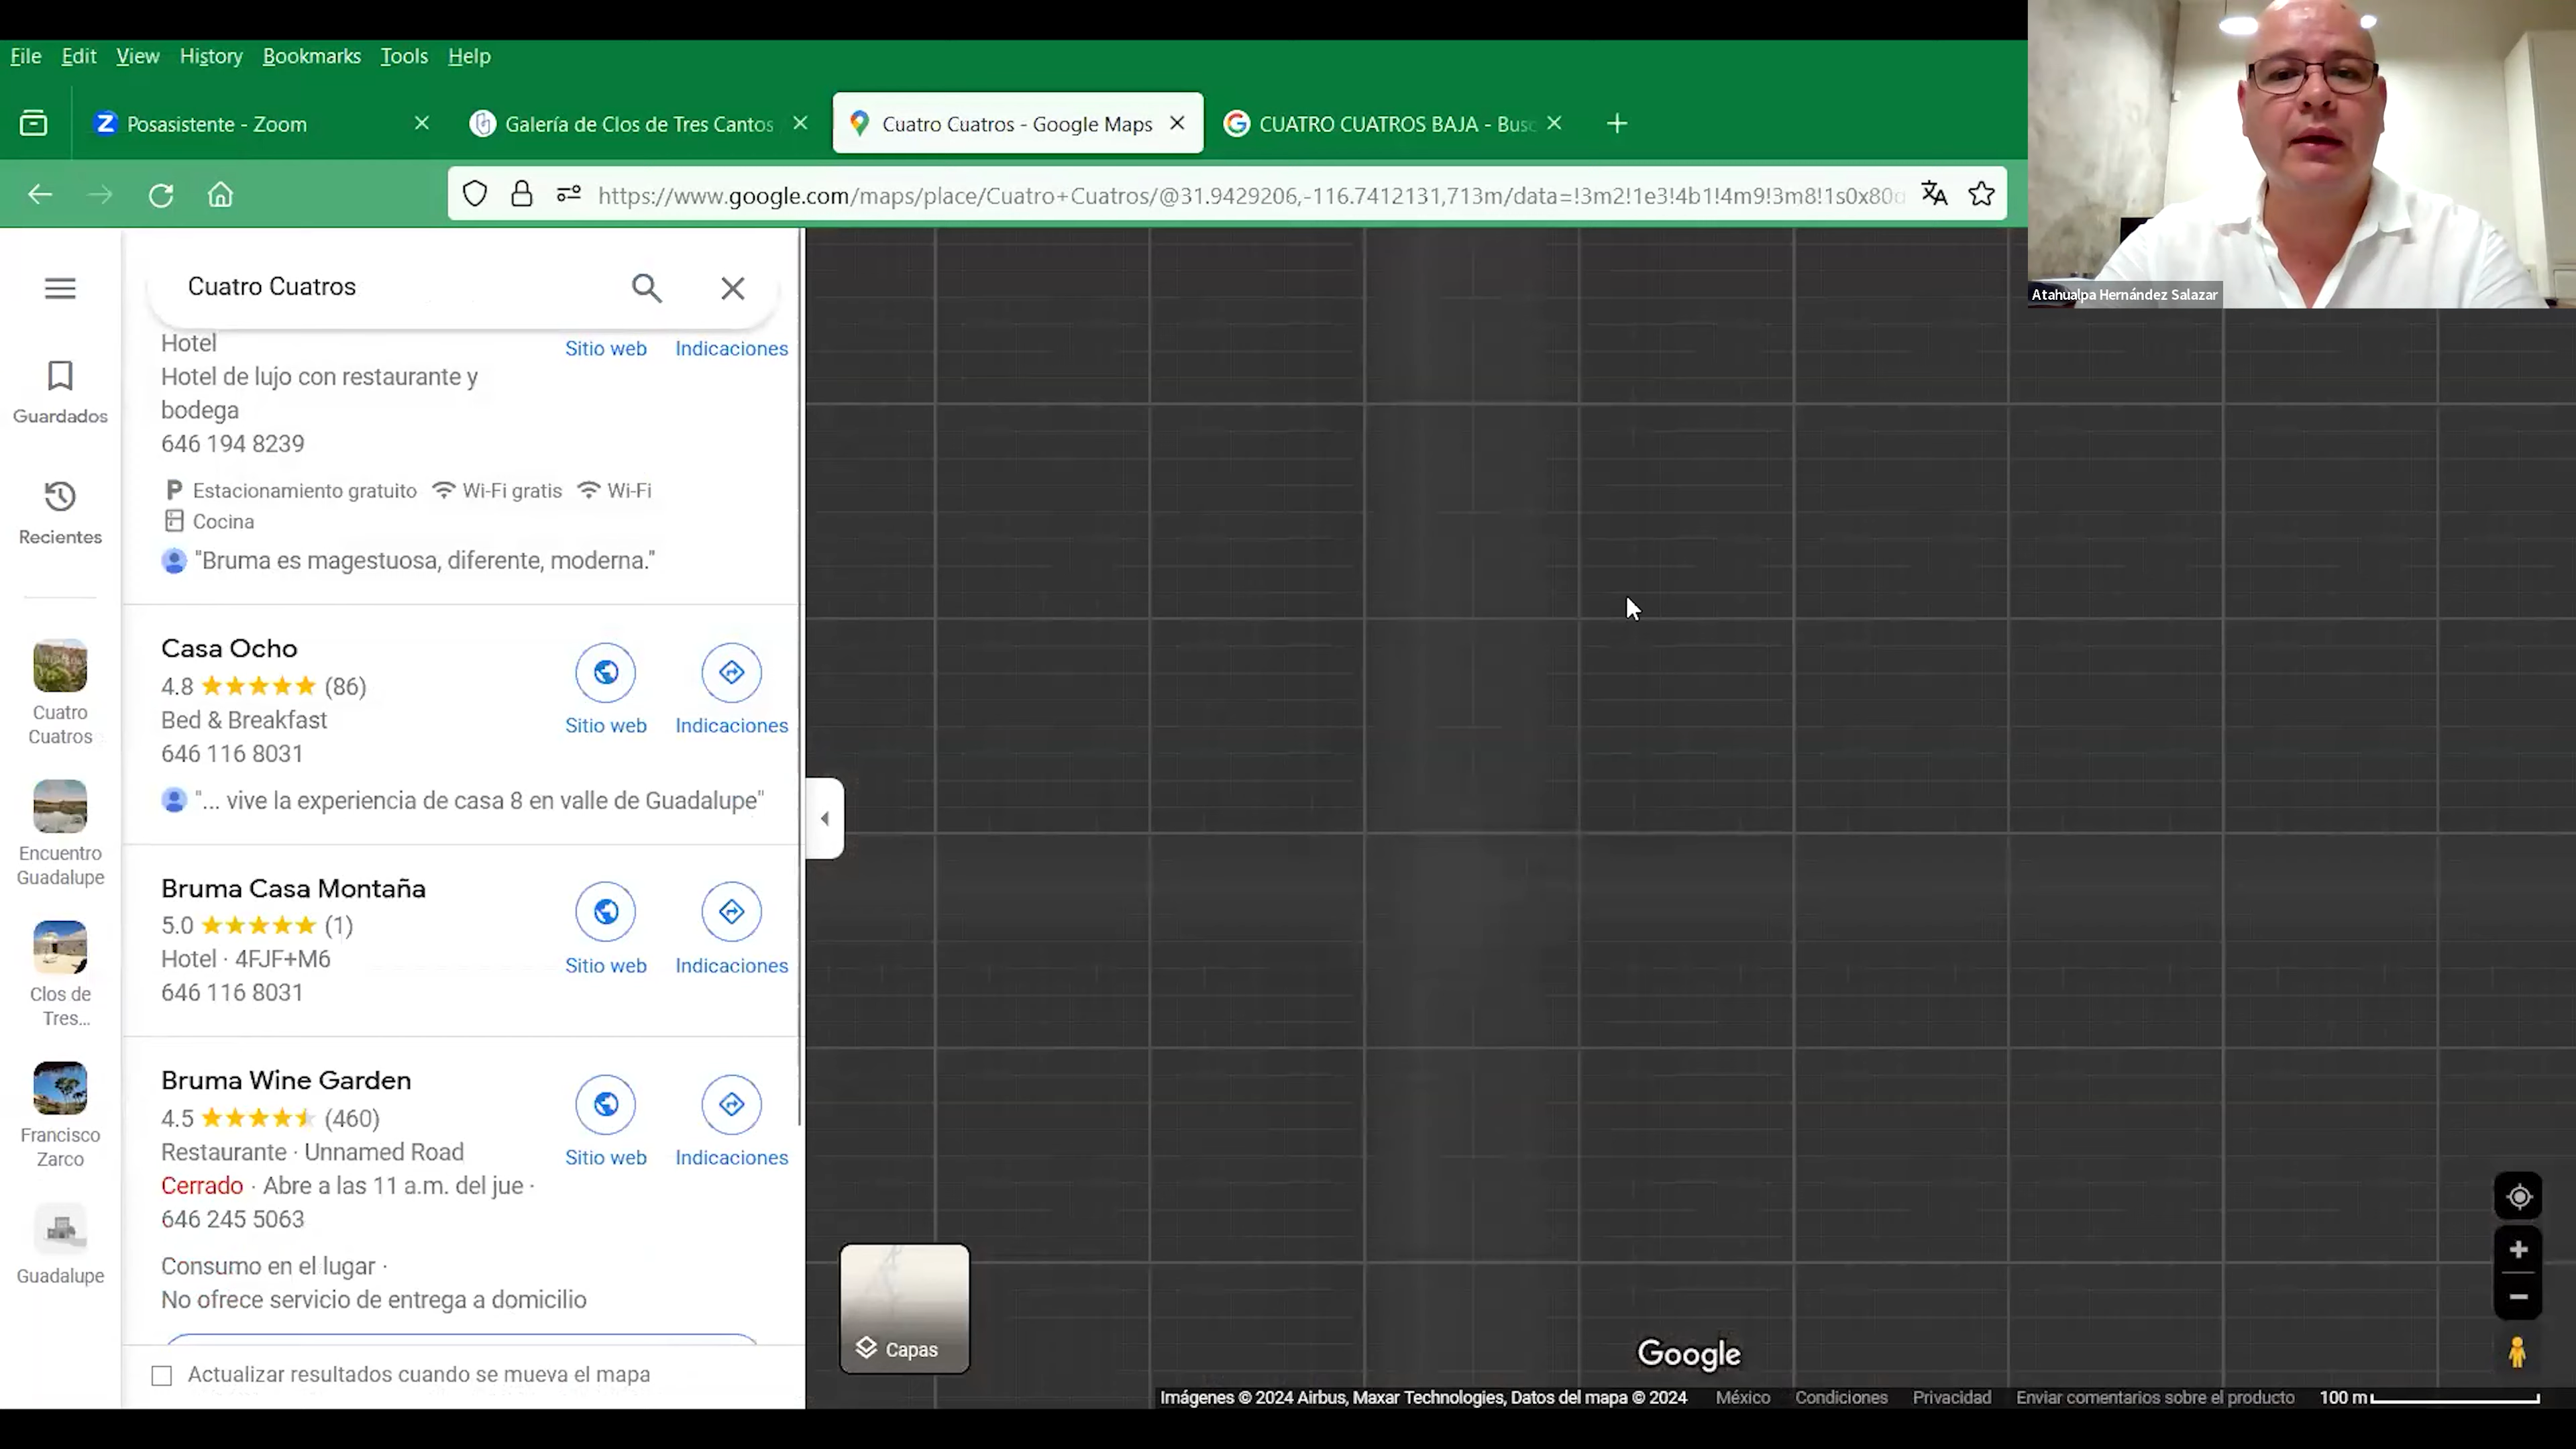 File Edit View History Bookmarks Tools Help
Posasistente - Zoom
Galería de Clos de Tres Cantos
Cuatro Cuatros - Google Maps
CUATRO CUATROS BAJA - Bus
https://www.google.com/maps/place/Cuatro+Cuatros/@31.9429206,-116.7412131,713m/data=!3m2!1e3!4b1!4m9!3m8!1s0x80
Atahualpa Hernández Salazar
Guardados
Recientes
Cuatro
Cuatros
Encuentro
Guadalupe
Clos de
Tres...
Francisco
Zarco
Guadalupe
Cuatro Cuatros
Hotel
Sitio web Indicaciones
Hotel de lujo con restaurante y
bodega
646 194 8239
Estacionamiento gratuito Wi-Fi gratis Wi-Fi
Cocina
"Bruma es magestuosa, diferente, moderna."
Casa Ocho
4.8 (86)
Bed & Breakfast
Sitio web Indicaciones
646 116 8031
"... vive la experiencia de casa 8 en valle de Guadalupe"
Bruma Casa Montaña
5.0 (1)
Hotel · 4FJF+M6
Sitio web Indicaciones
646 116 8031
Bruma Wine Garden
4.5 (460)
Restaurante · Unnamed Road
Sitio web Indicaciones
Cerrado · Abre a las 11 a.m. del jue ·
646 245 5063
Consumo en el lugar ·
No ofrece servicio de entrega a domicilio
Actualizar resultados cuando se mueva el mapa
Capas
Google
Imágenes © 2024 Airbus, Maxar Technologies, Datos del mapa © 2024 México Condiciones Privacidad Enviar comentarios sobre el producto 100 m